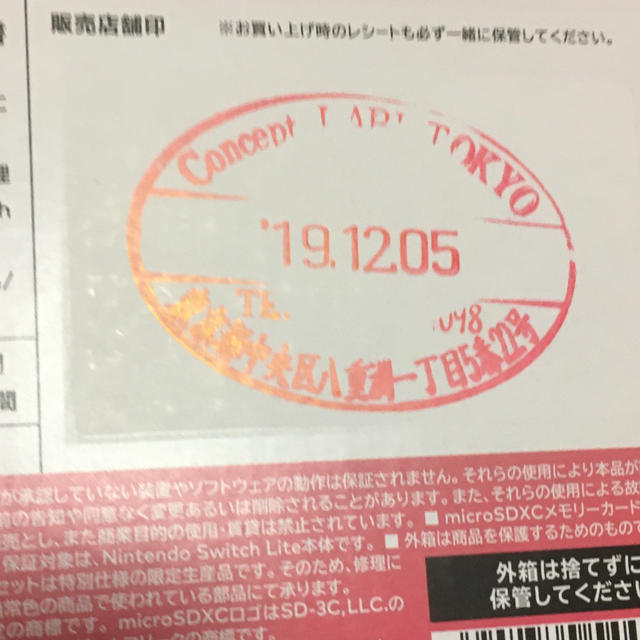 販売店舗印
※お買い上げ時のレシートも必ず一緒に保管してください。
Concept LABI TOKYO
'19.12.05
東京都中央区八重洲一丁目5番22号
が承認していない装置やソフトウェアの動作は保証されません。それらの使用により本品が
前の告知や同意なく変更あるいは削除されることがあります。また、それらの使用による故
とし、また商業目的の使用・賃貸は禁止されています。■ microSDXCメモリーカード
保証対象は、Nintendo Switch Lite本体です。■ 外箱は商品を保護するためのもので
セットは特別仕様の限定生産品です。そのため、修理に
常色の商品で使われている部品にて承ります。
microSDXCロゴはSD-3C, LLC.の
の商標です。
外箱は捨てずに
保管してくださ